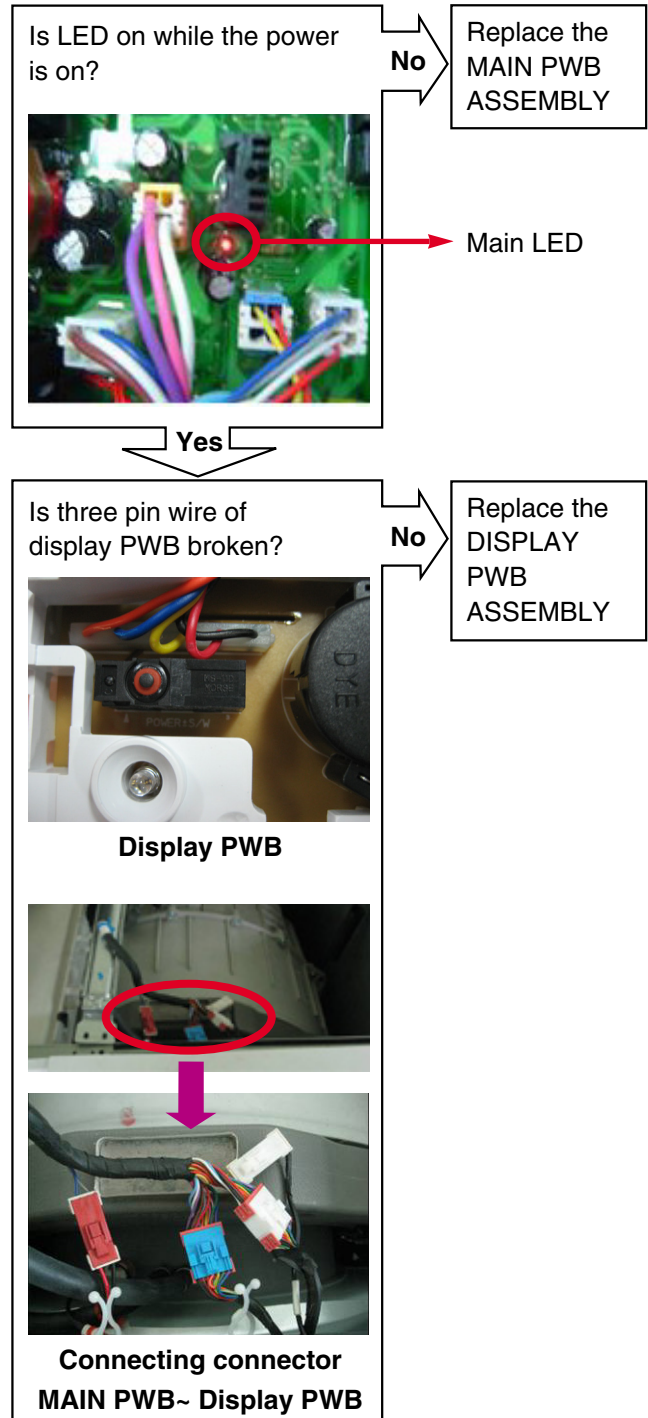 Is LED on while the power
is on?
No
Replace the
MAIN PWB
ASSEMBLY
Main LED
Yes
Is three pin wire of
display PWB broken?
No
Replace the
DISPLAY
PWB
ASSEMBLY
POWER±S/W
DYE
Display PWB
Connecting connector
MAIN PWB~ Display PWB